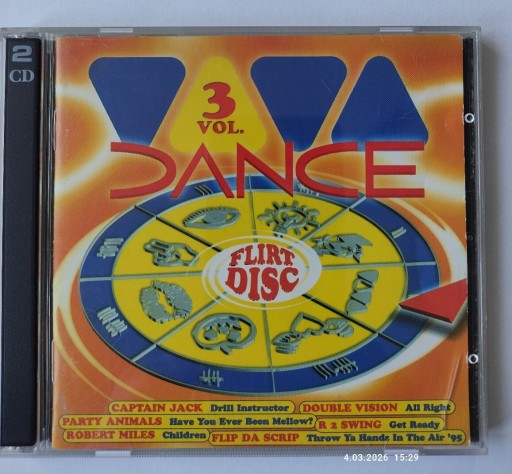 2
CD
VIVA
3
VOL.
DANCE
FLIRT
DISC
CAPTAIN JACK Drill Instructor DOUBLE VISION All Right
PARTY ANIMALS Have You Ever Been Mellow? R 2 SWING Get Ready
ROBERT MILES Children FLIP DA SCRIP Throw Ya Handz In The Air '95
4.03.2026 15:29